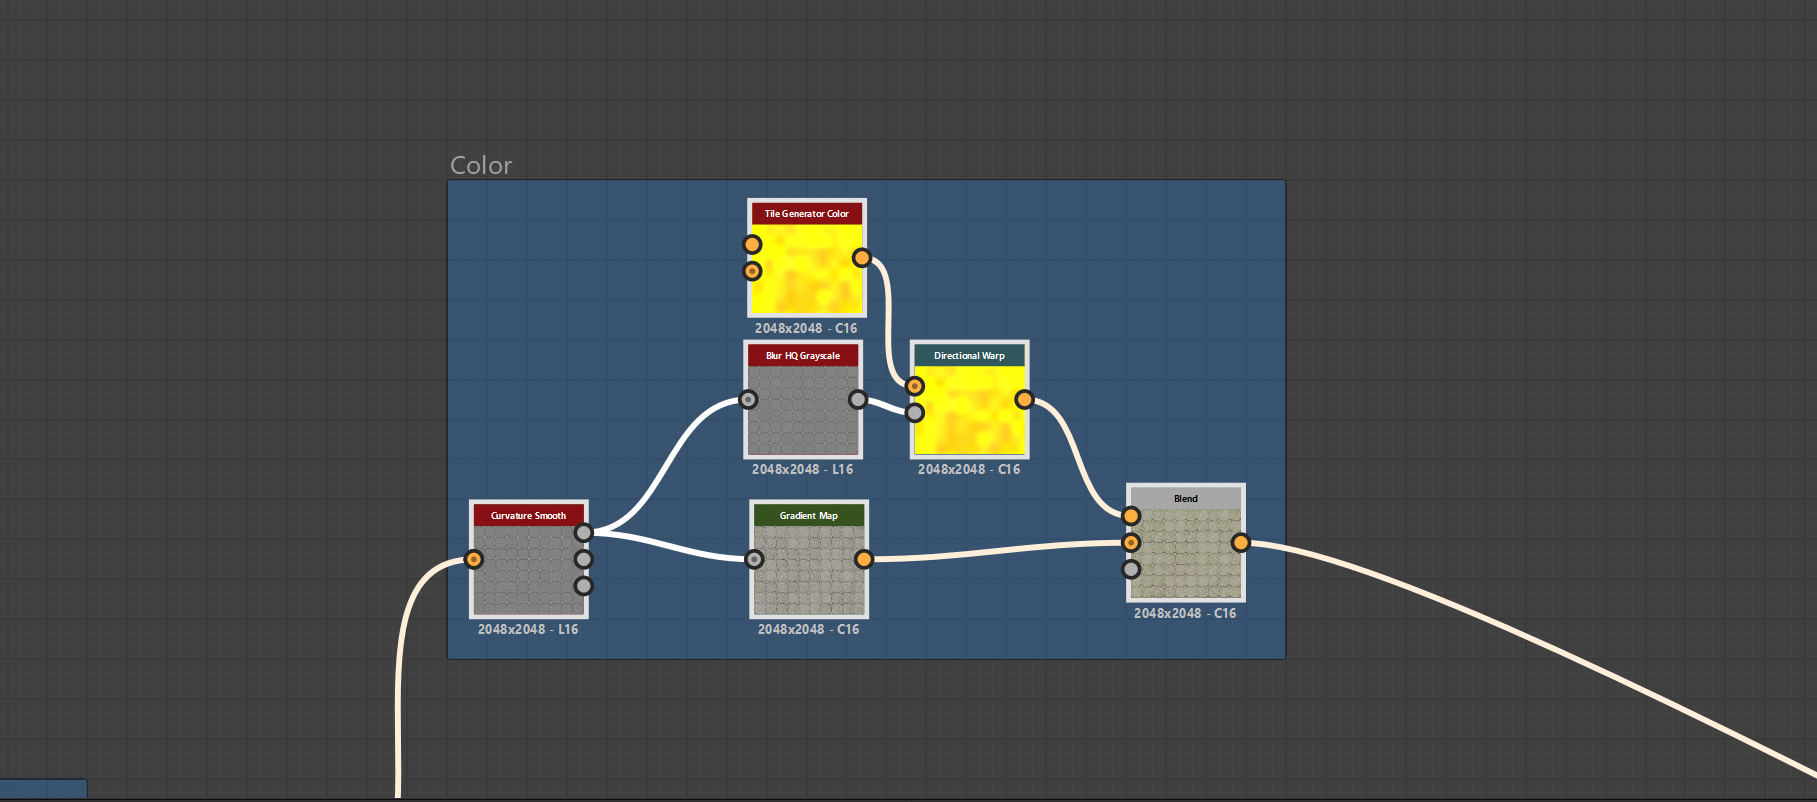 Color
Tile Generator Color
2048x2048 - C16
Blur HQ Grayscale
2048x2048 - L16
Directional Warp
2048x2048 - C16
Curvature Smooth
2048x2048 - L16
Gradient Map
2048x2048 - C16
Blend
2048x2048 - C16